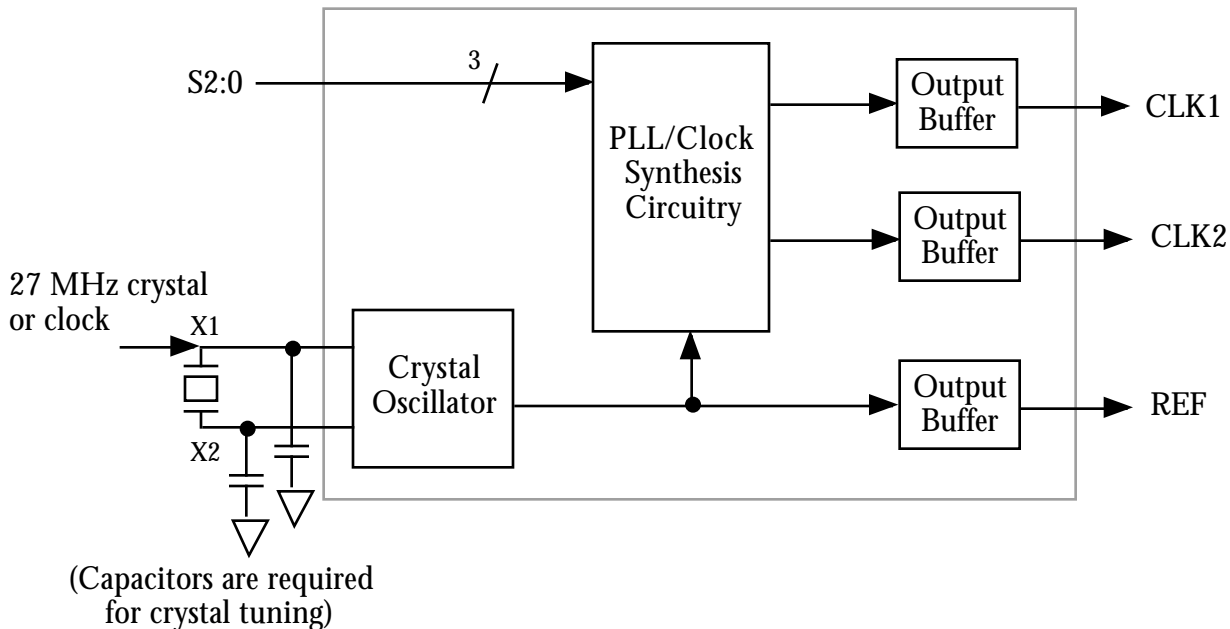 S2:0
3
PLL/Clock
Synthesis
Circuitry
Output
Buffer
CLK1
Output
Buffer
CLK2
27 MHz crystal
or clock
X1
X2
Crystal
Oscillator
Output
Buffer
REF
(Capacitors are required
for crystal tuning)